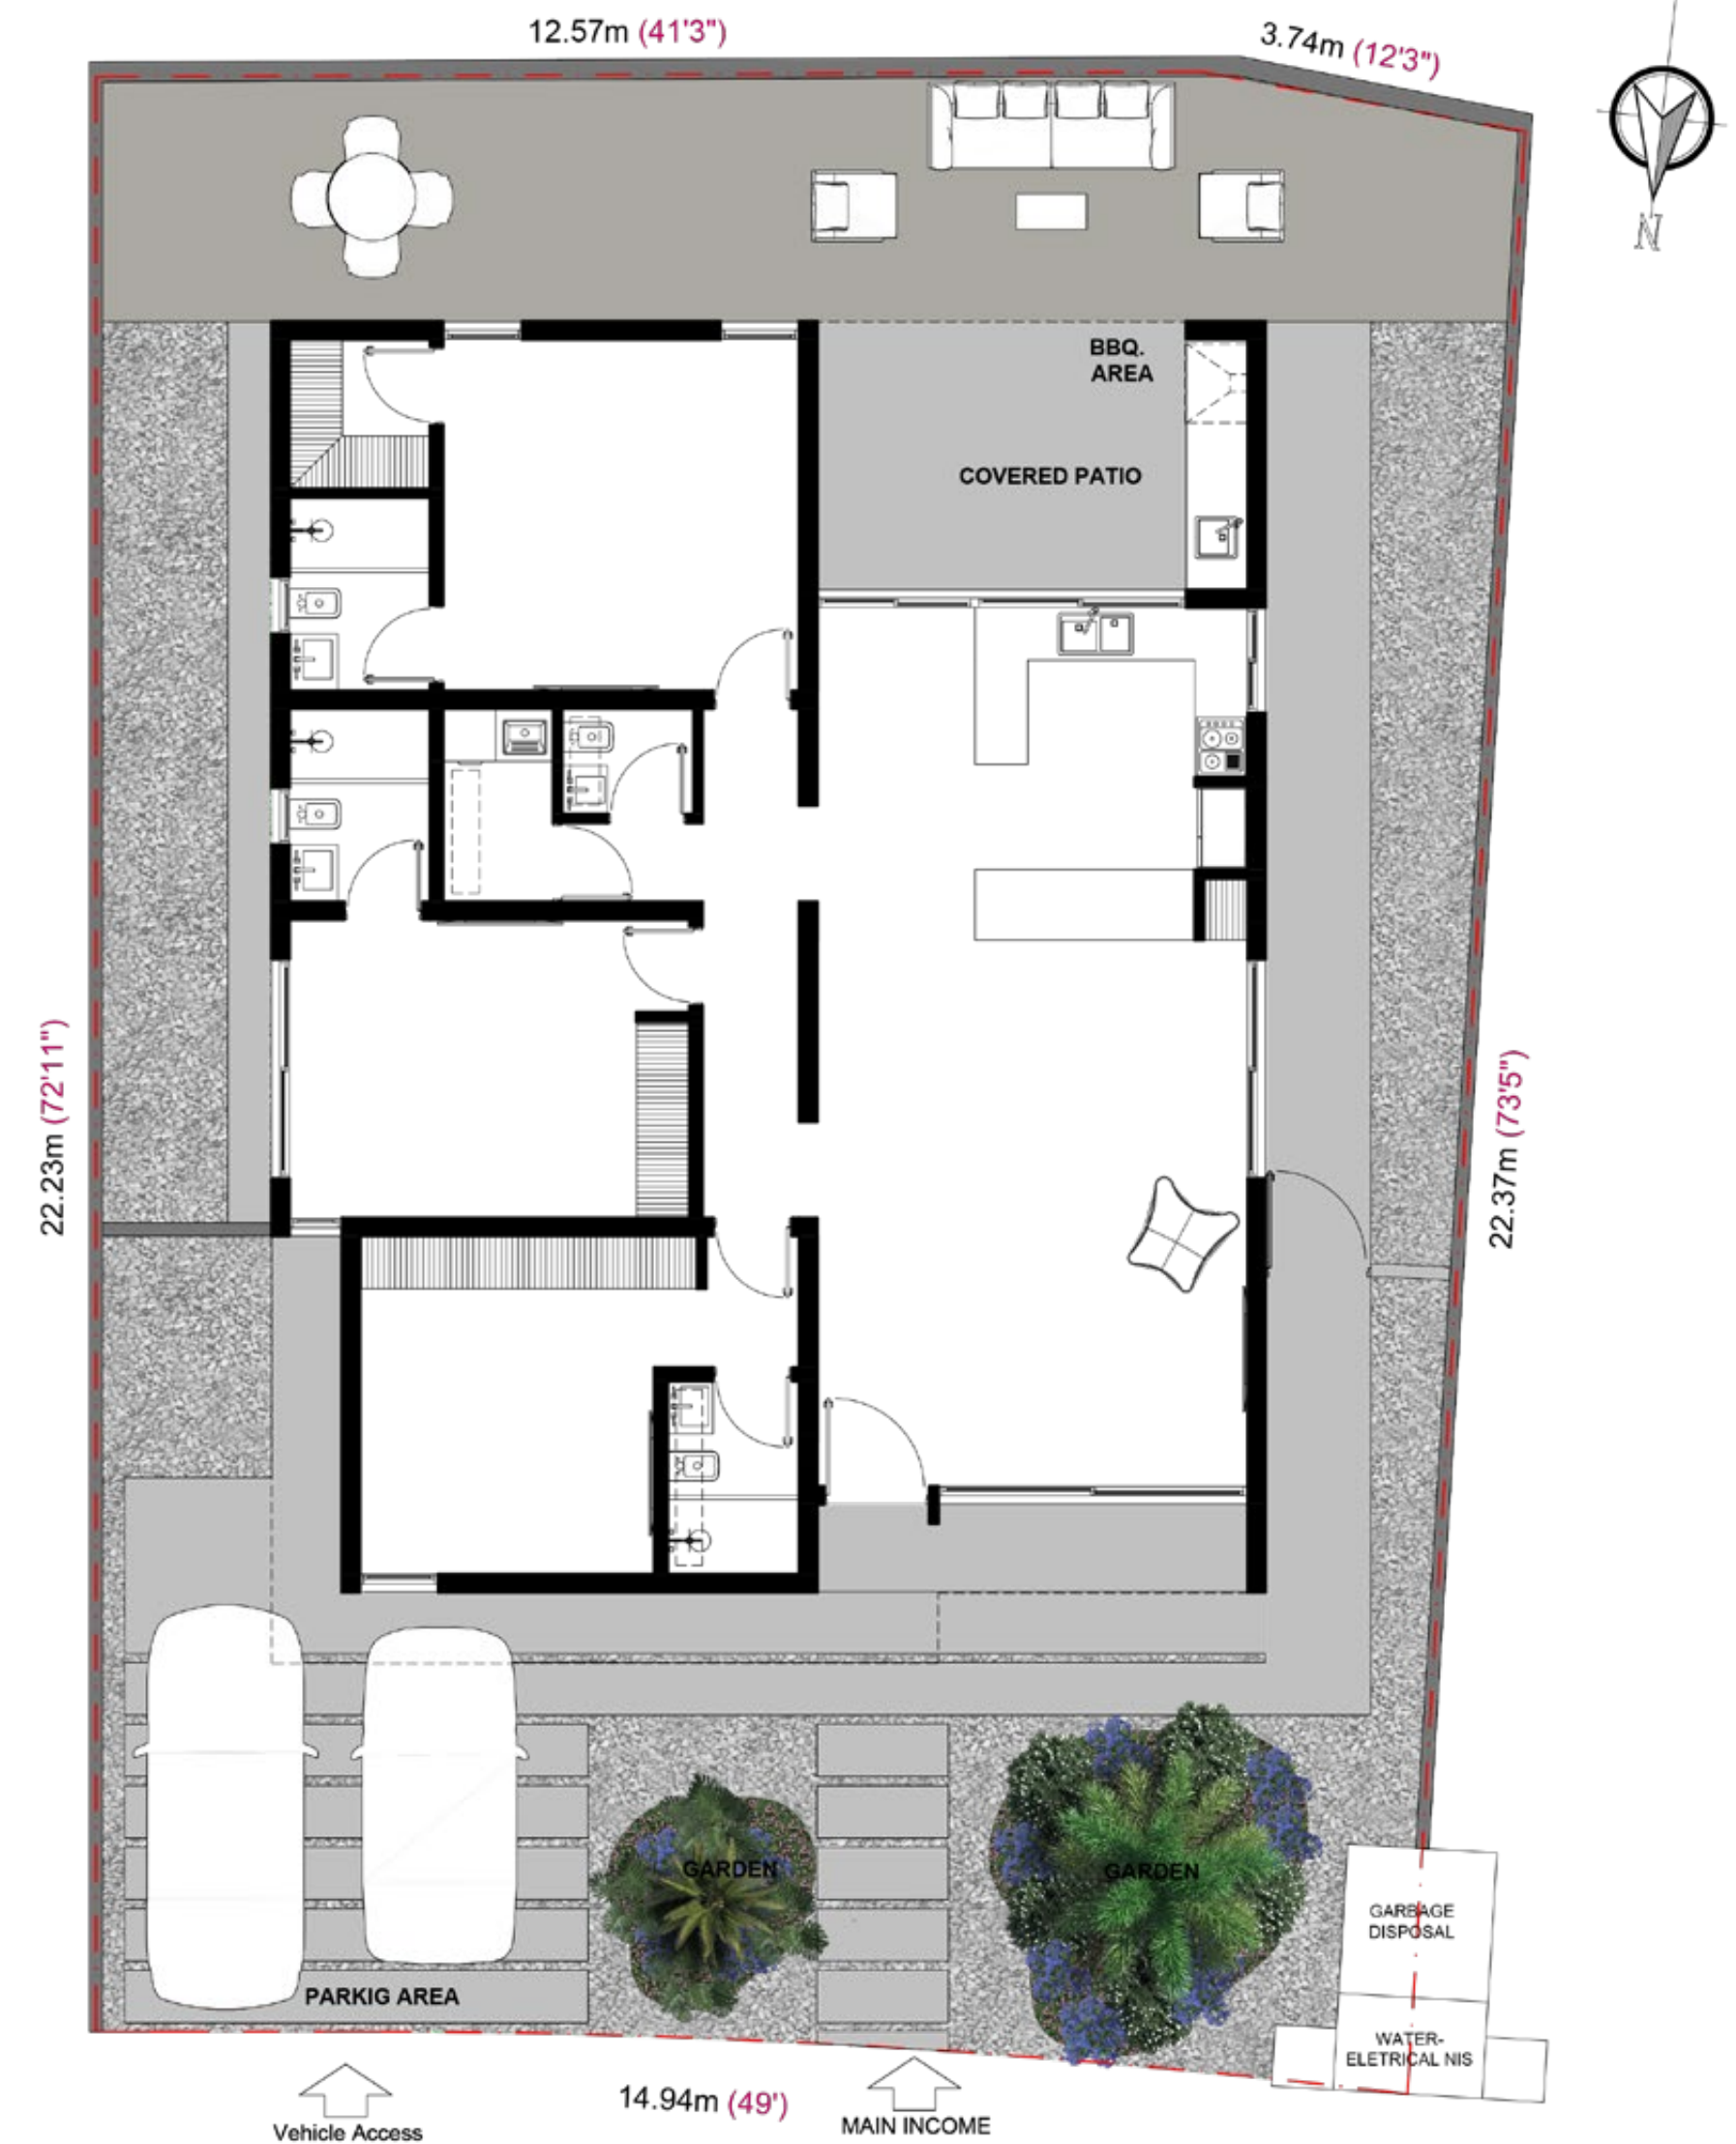 12.57m (41'3")
3.74m (12'3")
N
BBQ.
AREA
COVERED PATIO
22.23m (72'11")
22.37m (73'5")
GARDEN
GARDEN
GARBAGE
DISPOSAL
PARKIG AREA
WATER-
ELETRICAL NIS
14.94m (49')
Vehicle Access
MAIN INCOME